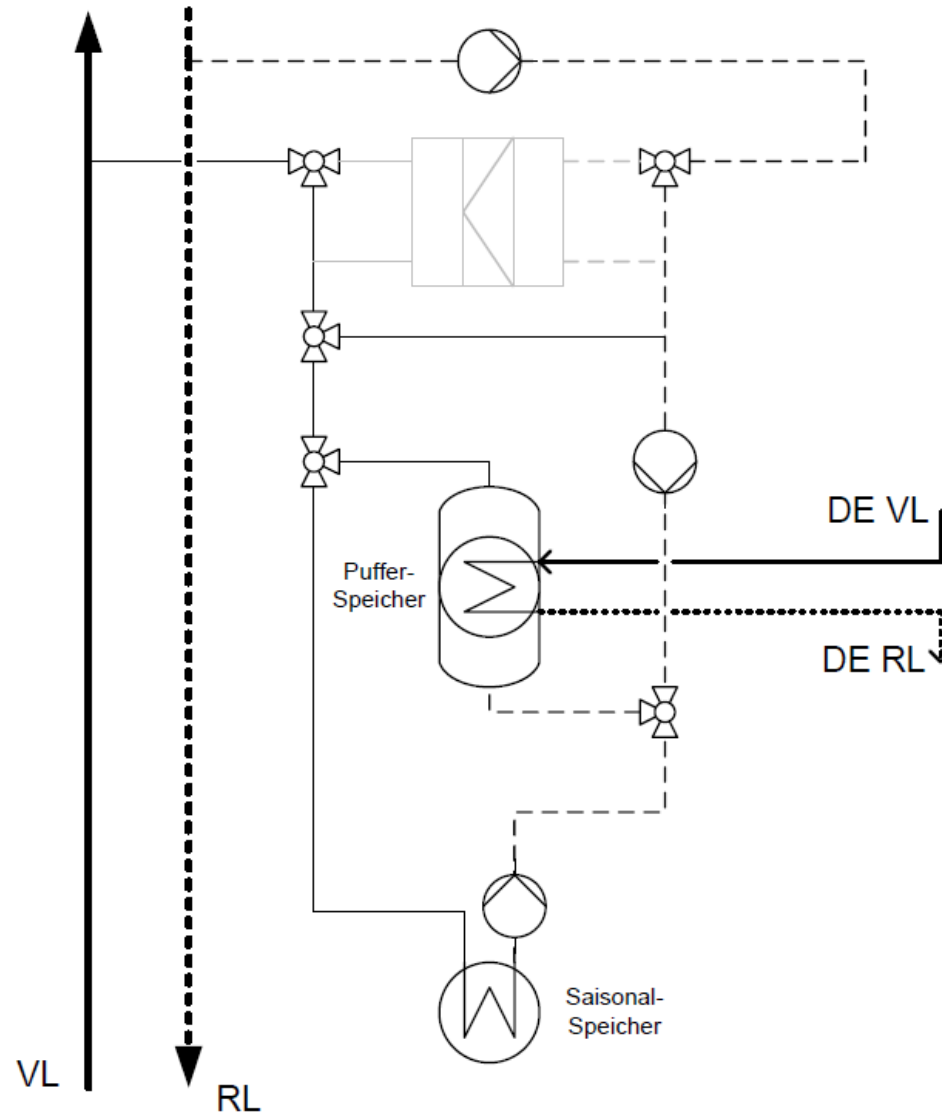 DE VL
Puffer-
Speicher
DE RL
Saisonal-
Speicher
VL
RL